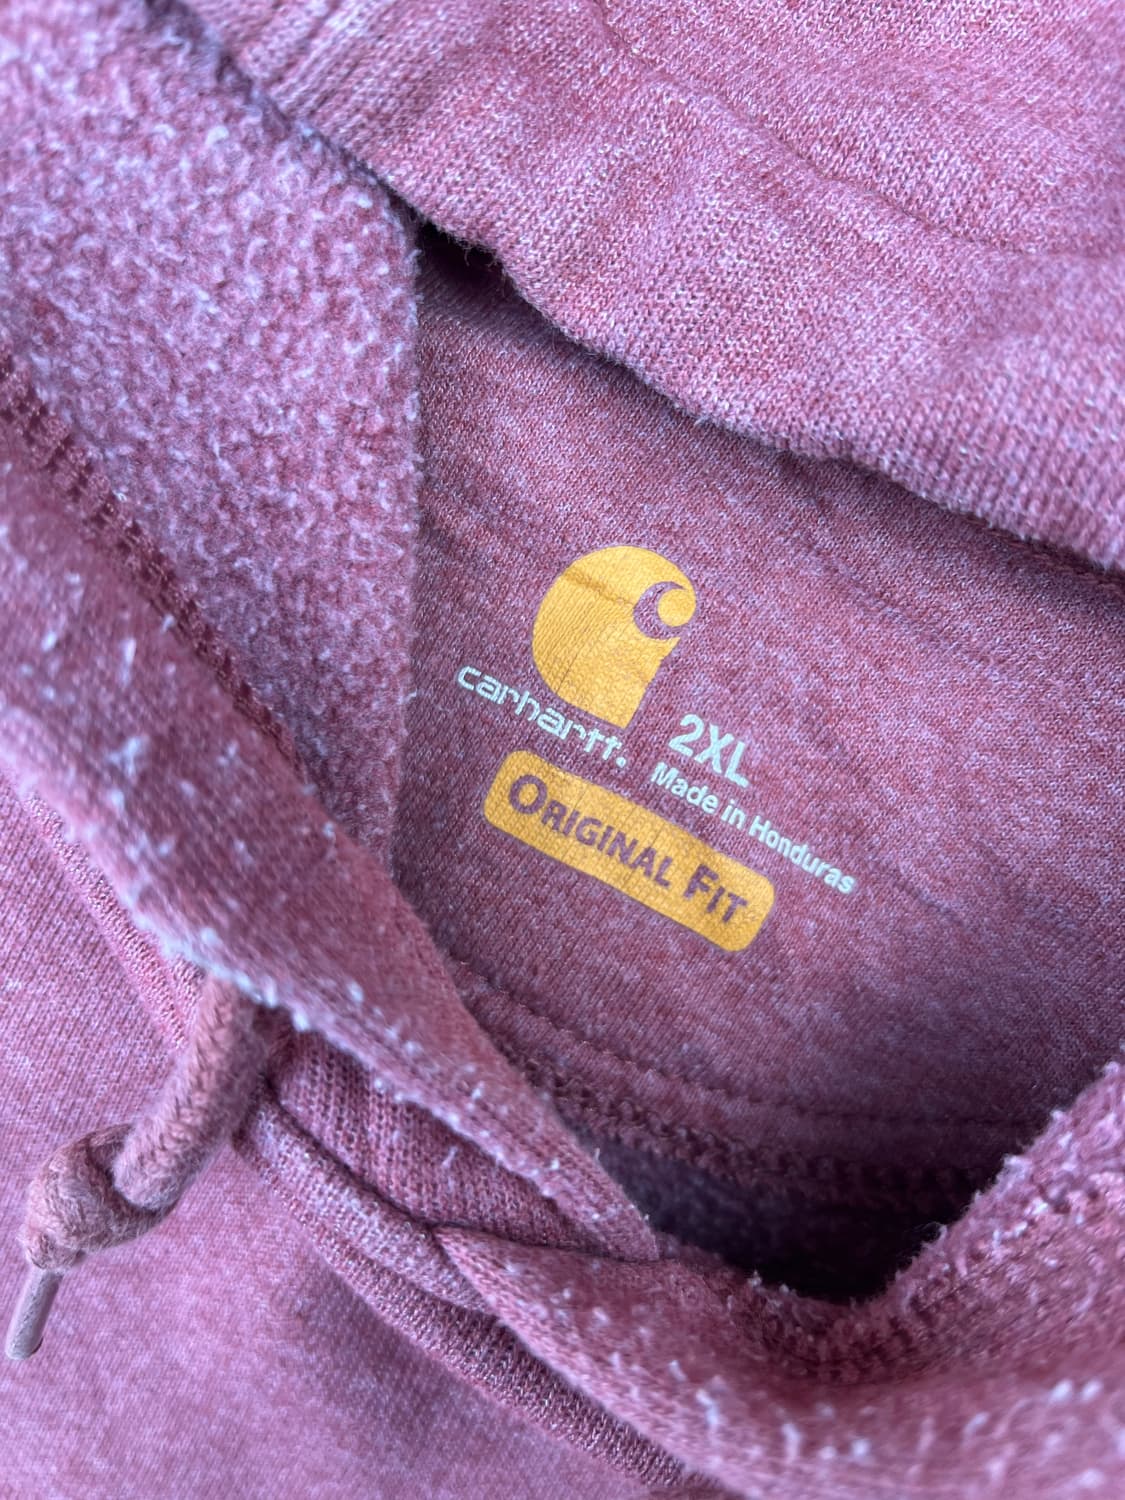 carhartt.
2XL
Made in Honduras
ORIGINAL FIT